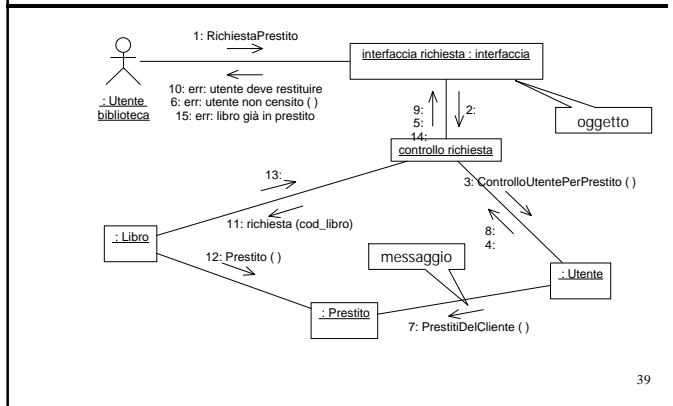 1: RichiestaPrestito
interfaccia richiesta : interfaccia
10: err: utente deve restituire
6: err: utente non censito ( )
15: err: libro già in prestito
: Utente
biblioteca
9:
5:
14:
2:
oggetto
controllo richiesta
13:
3: ControlloUtentePerPrestito ( )
11: richiesta (cod_libro)
8:
4:
: Libro
12: Prestito ( )
messaggio
: Utente
: Prestito
7: PrestitiDelCliente ( )
39